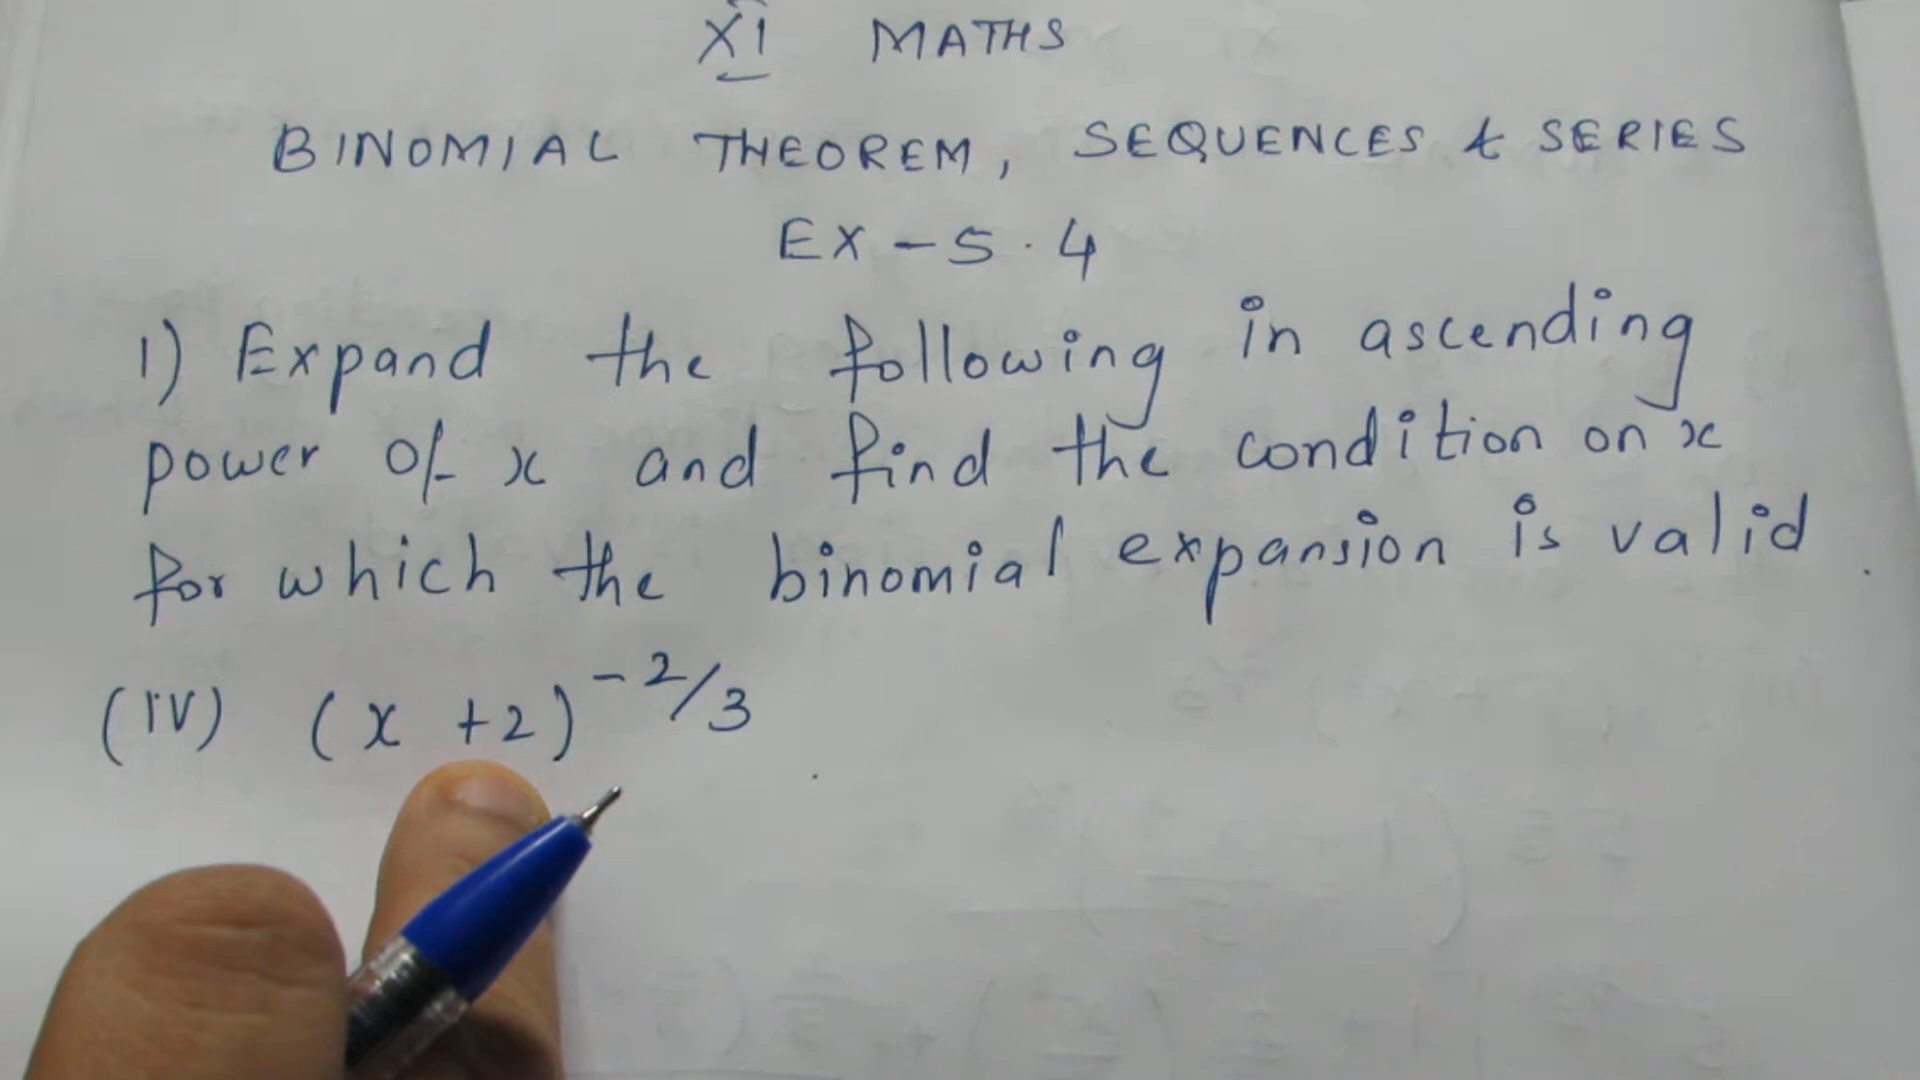 XI MATHS
BINOMIAL THEOREM, SEQUENCES & SERIES
EX - 5.4
1) Expand the following in ascending
power of x and find the condition on x
for which the binomial expansion is valid.
(iv) (x +2)^-2/3